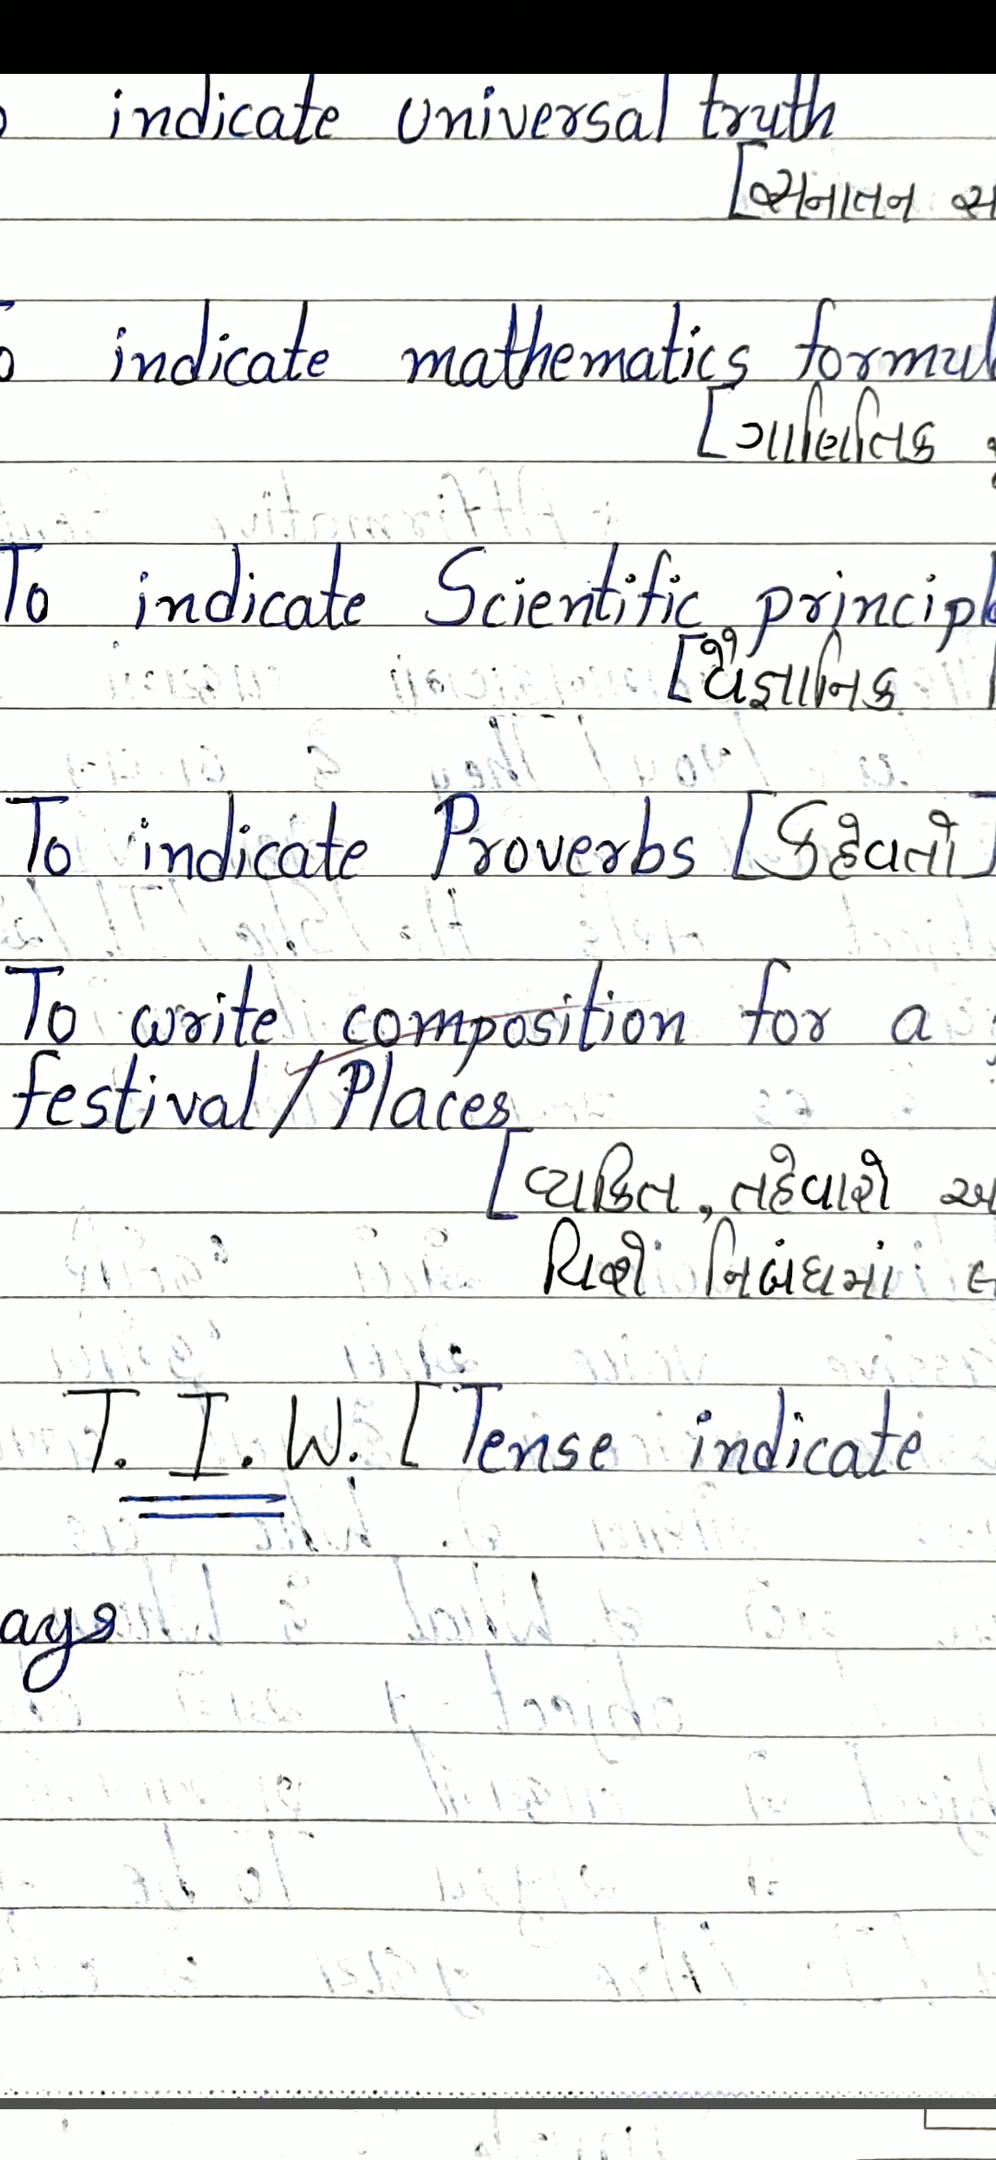 indicate universal truth
[સનાતન સ
indicate mathematics formul
[ગાણિતિક
To indicate Scientific principl
[વૈજ્ઞાનિક
To indicate Proverbs [કહેવતો]
To write composition for a
festival / Places
[વ્યકિત, તહેવારો અ
વિશે નિબંધમાં
T. I. W. [Tense indicate
ays